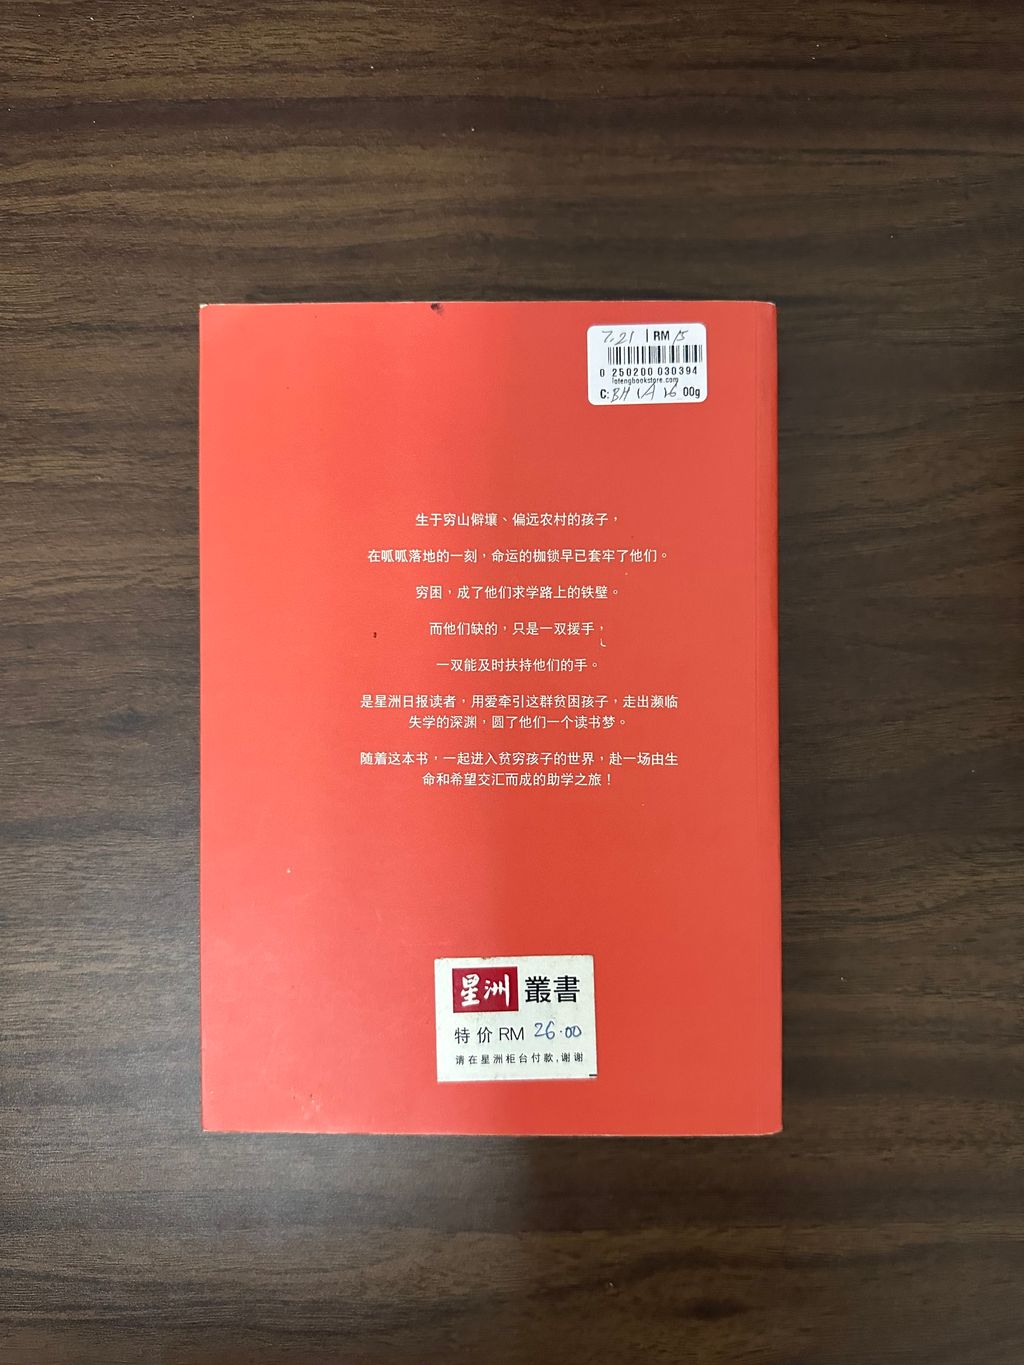 7.21 | RM 15
0 250200 030394
latengbookstore.com
C: BH 1A 26 00g
生于穷山僻壤、偏远农村的孩子，
在呱呱落地的一刻，命运的枷锁早已套牢了他们。
穷困，成了他们求学路上的铁壁。
而他们缺的，只是一双援手，
一双能及时扶持他们的手。
是星洲日报读者，用爱牵引这群贫困孩子，走出濒临
失学的深渊，圆了他们一个读书梦。
随着这本书，一起进入贫穷孩子的世界，赴一场由生
命和希望交汇而成的助学之旅！
星洲 叢書
特价 RM 26.00
请在星洲柜台付款，谢谢